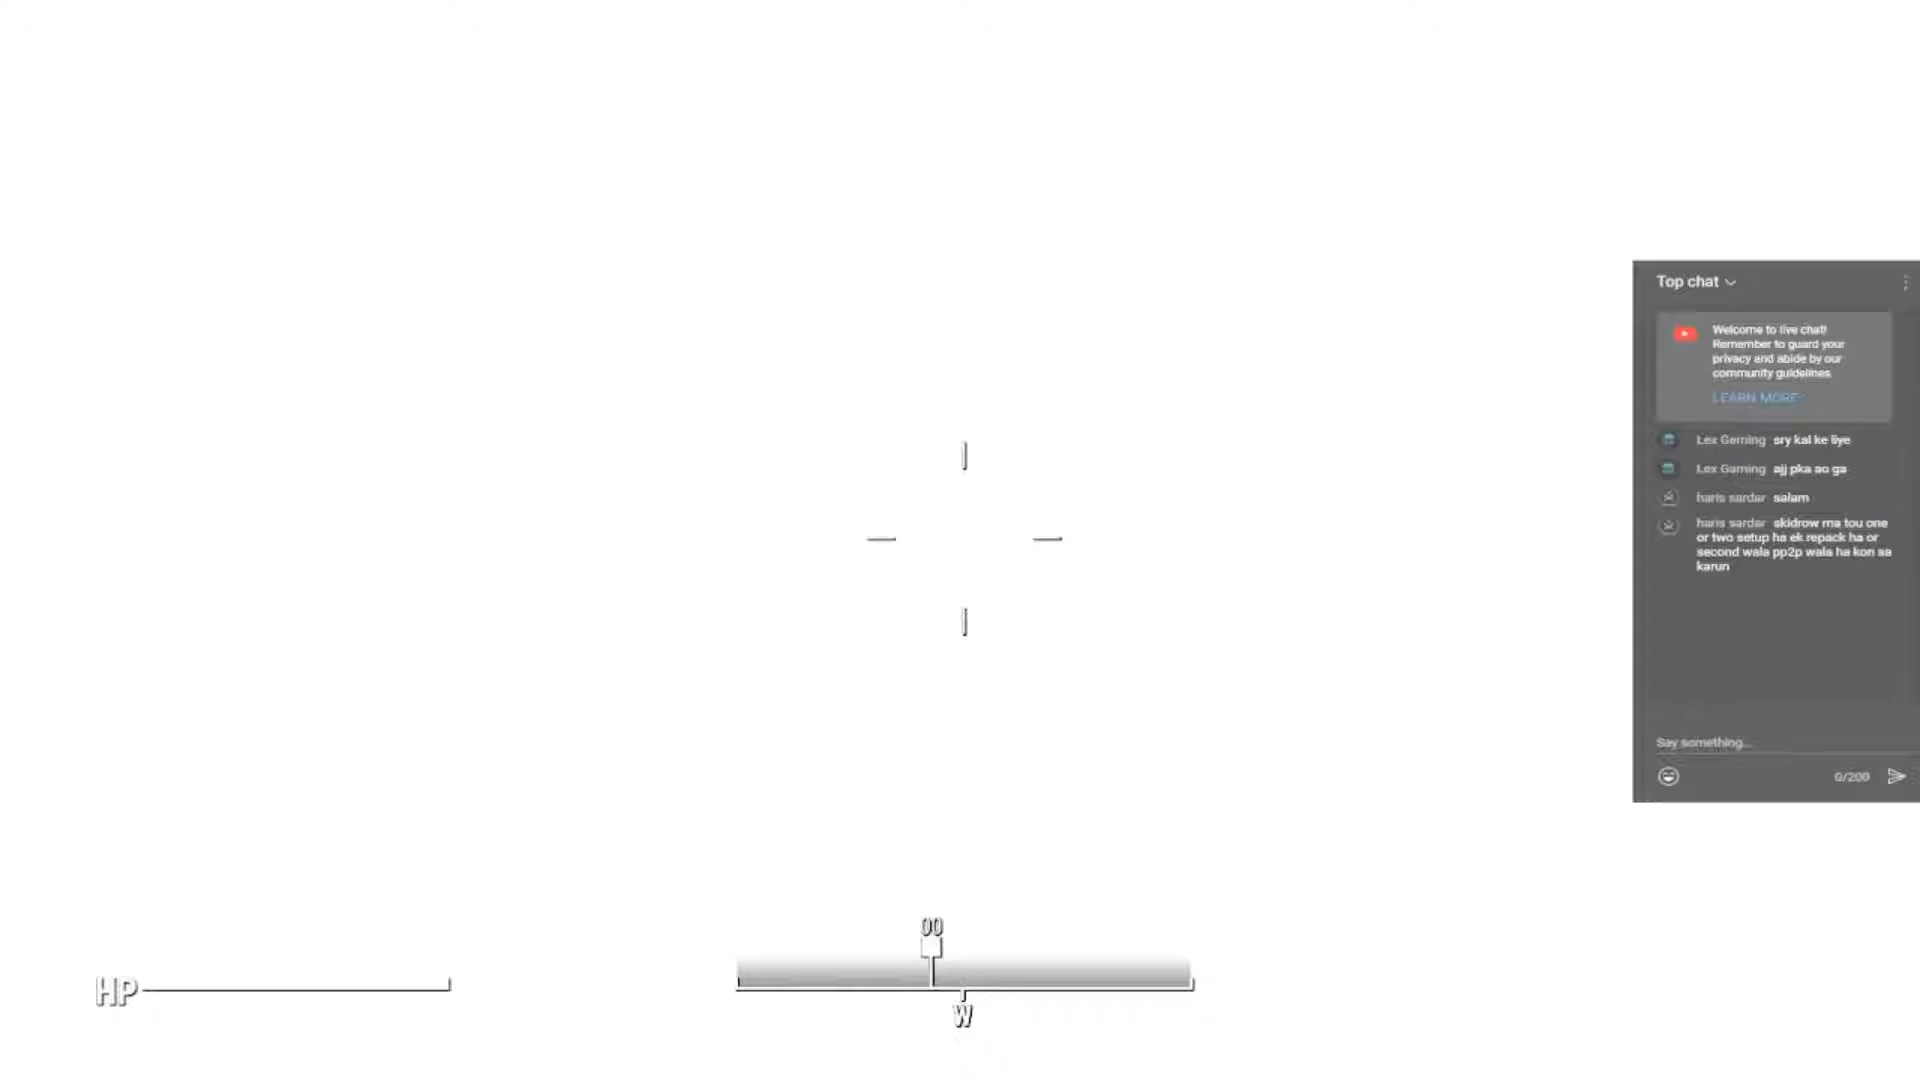 Top chat
Welcome to live chat!
Remember to guard your
privacy and abide by our
community guidelines.
LEARN MORE
Lex Gaming sry kal ke liye
Lex Gaming ajj pka ao ga
haris sardar salam
haris sardar skidrow ma tou one
or two setup ha ek repack ha or
second wala pp2p wala ha kon sa
karun
Say something...
0/200
00
HP
W